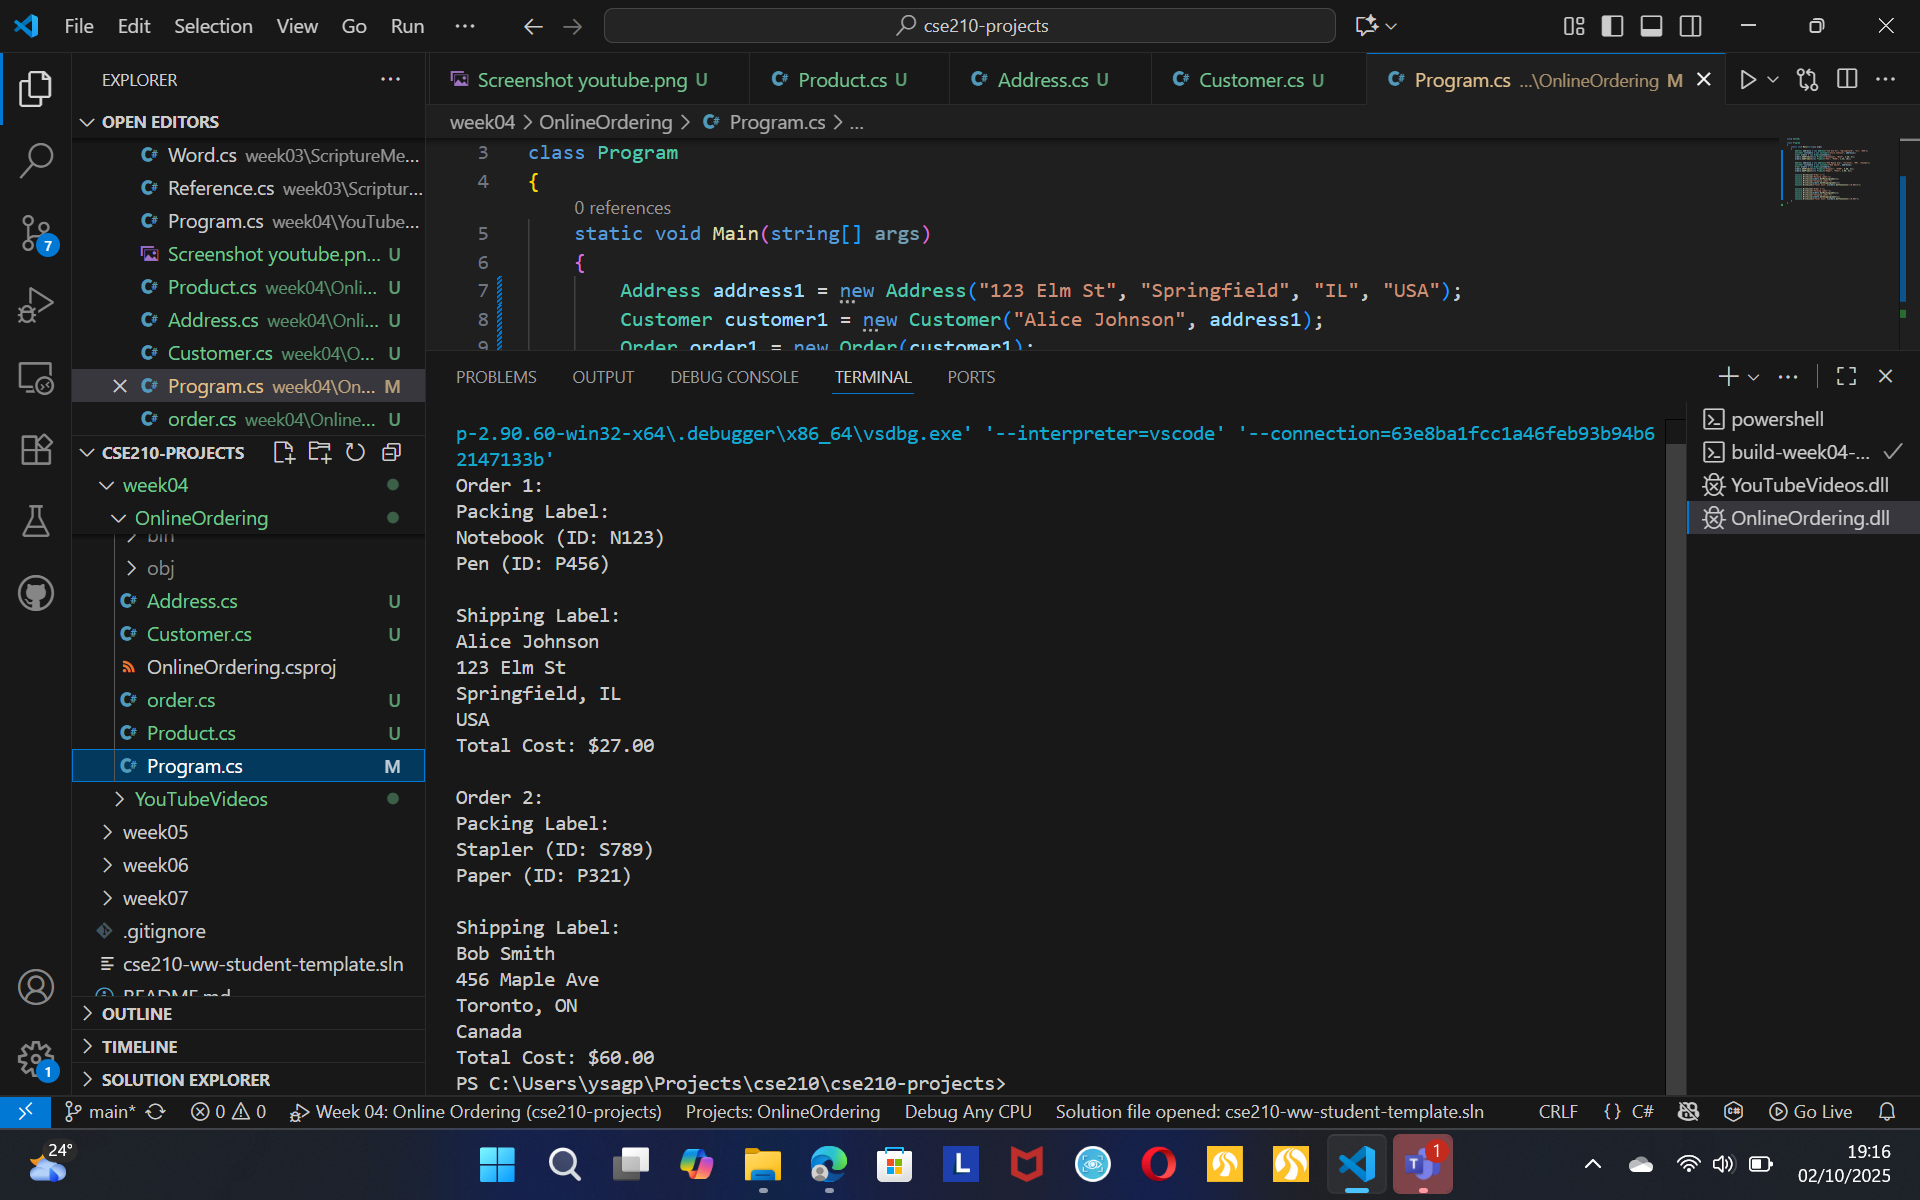 File Edit Selection View Go Run ···
cse210-projects
EXPLORER ···
OPEN EDITORS
Word.cs week03\ScriptureMe...
Reference.cs week03\Scriptur...
Program.cs week04\YouTube...
Screenshot youtube.pn... U
Product.cs week04\Onli... U
Address.cs week04\Onli... U
Customer.cs week04\O... U
Program.cs week04\On... M
order.cs week04\Online... U
CSE210-PROJECTS
week04
OnlineOrdering
bin
obj
Address.cs U
Customer.cs U
OnlineOrdering.csproj
order.cs U
Product.cs U
Program.cs M
YouTubeVideos
week05
week06
week07
.gitignore
cse210-ww-student-template.sln
README.md
OUTLINE
TIMELINE
SOLUTION EXPLORER
7
1
Screenshot youtube.png U
Product.cs U
Address.cs U
Customer.cs U
Program.cs ...\OnlineOrdering M
week04 > OnlineOrdering > Program.cs > ...
3 class Program
4 {
0 references
5 static void Main(string[] args)
6 {
7 Address address1 = new Address("123 Elm St", "Springfield", "IL", "USA");
8 Customer customer1 = new Customer("Alice Johnson", address1);
9 Order order1 = new Order(customer1);
PROBLEMS OUTPUT DEBUG CONSOLE TERMINAL PORTS
p-2.90.60-win32-x64\.debugger\x86_64\vsdbg.exe' '--interpreter=vscode' '--connection=63e8ba1fcc1a46feb93b94b6
2147133b'
Order 1:
Packing Label:
Notebook (ID: N123)
Pen (ID: P456)
Shipping Label:
Alice Johnson
123 Elm St
Springfield, IL
USA
Total Cost: $27.00
Order 2:
Packing Label:
Stapler (ID: S789)
Paper (ID: P321)
Shipping Label:
Bob Smith
456 Maple Ave
Toronto, ON
Canada
Total Cost: $60.00
PS C:\Users\ysagp\Projects\cse210\cse210-projects>
powershell
build-week04-...
YouTubeVideos.dll
OnlineOrdering.dll
main* 0 0 Week 04: Online Ordering (cse210-projects) Projects: OnlineOrdering Debug Any CPU Solution file opened: cse210-ww-student-template.sln CRLF {} C# Go Live
24°
L
T
1
19:16
02/10/2025